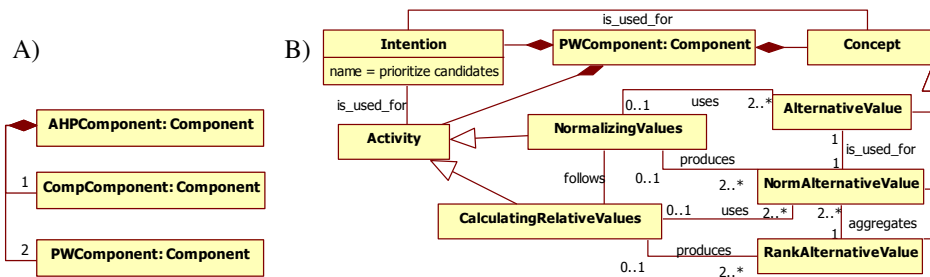 A)
AHPComponent: Component
1
CompComponent: Component
2
PWComponent: Component
B)
is_used_for
Intention
name = prioritize candidates
PWComponent: Component
Concept
is_used_for
Activity
NormalizingValues
0..1
uses
2..*
AlternativeValue
1
is_used_for
1
produces
0..1
2..*
NormAlternativeValue
follows
CalculatingRelativeValues
0..1
uses
2..*
2..*
aggregates
1
produces
0..1
2..*
RankAlternativeValue